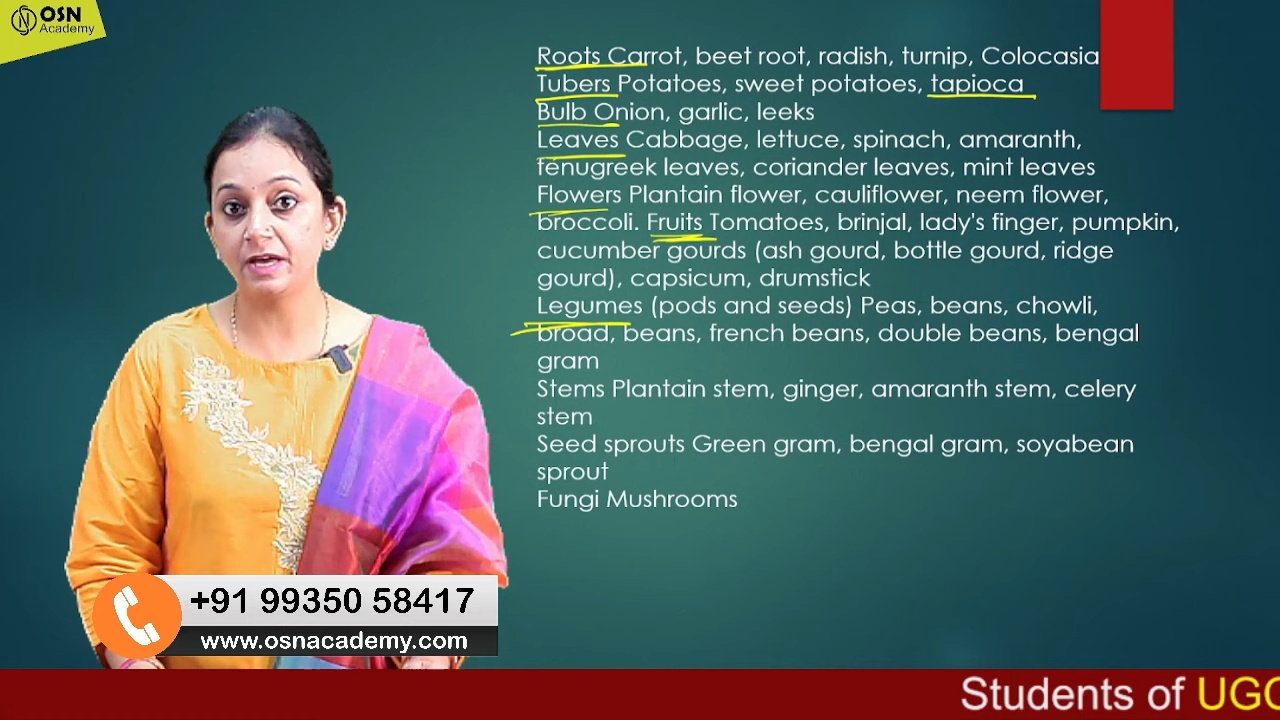 OSN
Academy
Roots Carrot, beet root, radish, turnip, Colocasia
Tubers Potatoes, sweet potatoes, tapioca
Bulb Onion, garlic, leeks
Leaves Cabbage, lettuce, spinach, amaranth,
fenugreek leaves, coriander leaves, mint leaves
Flowers Plantain flower, cauliflower, neem flower,
broccoli. Fruits Tomatoes, brinjal, lady's finger, pumpkin,
cucumber gourds (ash gourd, bottle gourd, ridge
gourd), capsicum, drumstick
Legumes (pods and seeds) Peas, beans, chowli,
broad, beans, french beans, double beans, bengal
gram
Stems Plantain stem, ginger, amaranth stem, celery
stem
Seed sprouts Green gram, bengal gram, soyabean
sprout
Fungi Mushrooms
+91 99350 58417
www.osnacademy.com
Students of UGC